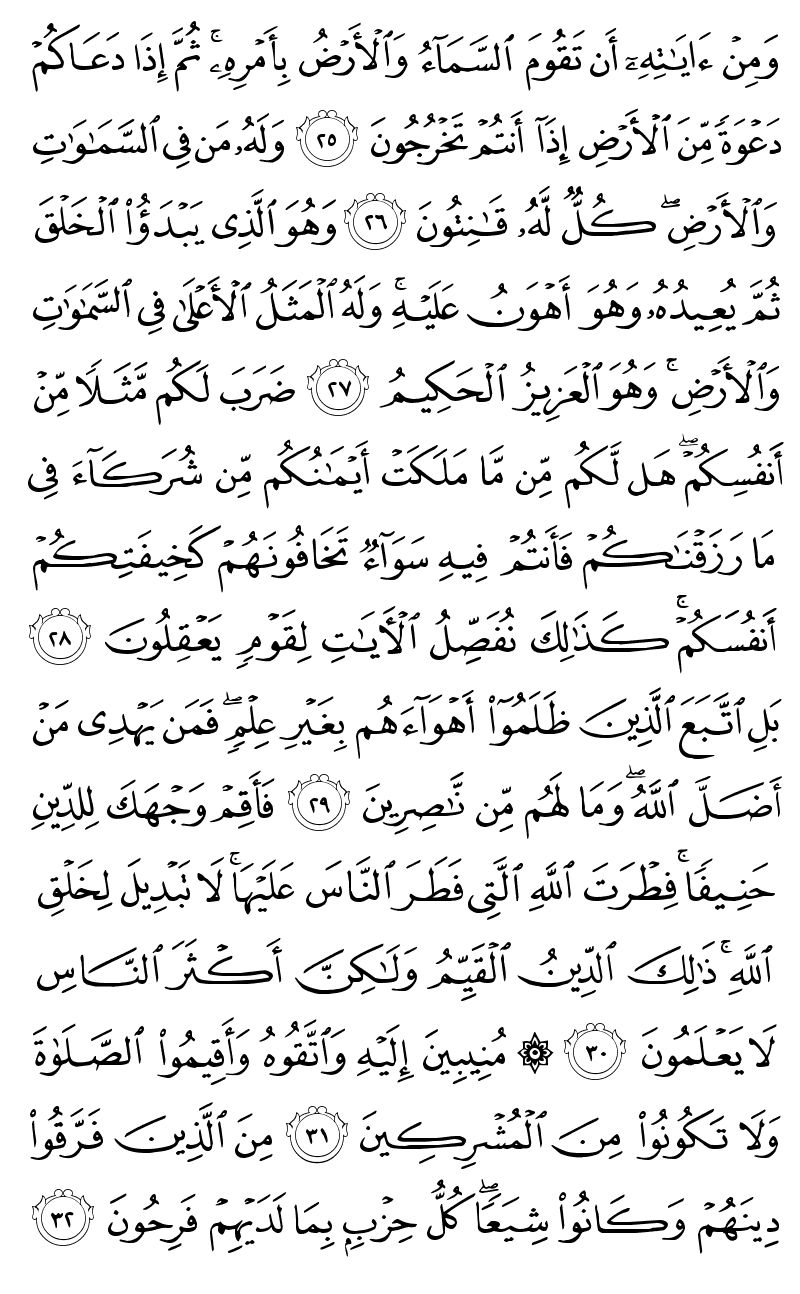 وَمِنْ ءَايَٰتِهِۦٓ أَن تَقُومَ ٱلسَّمَآءُ وَٱلْأَرْضُ بِأَمْرِهِۦ ۚ ثُمَّ إِذَا دَعَاكُمْ
دَعْوَةً مِّنَ ٱلْأَرْضِ إِذَآ أَنتُمْ تَخْرُجُونَ ٢٥ وَلَهُۥ مَن فِى ٱلسَّمَٰوَٰتِ
وَٱلْأَرْضِ ۖ كُلٌّ لَّهُۥ قَٰنِتُونَ ٢٦ وَهُوَ ٱلَّذِى يَبْدَؤُا۟ ٱلْخَلْقَ
ثُمَّ يُعِيدُهُۥ وَهُوَ أَهْوَنُ عَلَيْهِ ۚ وَلَهُ ٱلْمَثَلُ ٱلْأَعْلَىٰ فِى ٱلسَّمَٰوَٰتِ
وَٱلْأَرْضِ ۚ وَهُوَ ٱلْعَزِيزُ ٱلْحَكِيمُ ٢٧ ضَرَبَ لَكُم مَّثَلًا مِّنْ
أَنفُسِكُمْ ۖ هَل لَّكُم مِّن مَّا مَلَكَتْ أَيْمَٰنُكُم مِّن شُرَكَآءَ فِى
مَا رَزَقْنَٰكُمْ فَأَنتُمْ فِيهِ سَوَآءٌ تَخَافُونَهُمْ كَخِيفَتِكُمْ
أَنفُسَكُمْ ۚ كَذَٰلِكَ نُفَصِّلُ ٱلْءَايَٰتِ لِقَوْمٍ يَعْقِلُونَ ٢٨
بَلِ ٱتَّبَعَ ٱلَّذِينَ ظَلَمُوٓا۟ أَهْوَآءَهُم بِغَيْرِ عِلْمٍ ۖ فَمَن يَهْدِى مَنْ
أَضَلَّ ٱللَّهُ ۖ وَمَا لَهُم مِّن نَّٰصِرِينَ ٢٩ فَأَقِمْ وَجْهَكَ لِلدِّينِ
حَنِيفًا ۚ فِطْرَتَ ٱللَّهِ ٱلَّتِى فَطَرَ ٱلنَّاسَ عَلَيْهَا ۚ لَا تَبْدِيلَ لِخَلْقِ
ٱللَّهِ ۚ ذَٰلِكَ ٱلدِّينُ ٱلْقَيِّمُ وَلَٰكِنَّ أَكْثَرَ ٱلنَّاسِ
لَا يَعْلَمُونَ ٣٠ ۞ مُنِيبِينَ إِلَيْهِ وَٱتَّقُوهُ وَأَقِيمُوا۟ ٱلصَّلَوٰةَ
وَلَا تَكُونُوا۟ مِنَ ٱلْمُشْرِكِينَ ٣١ مِنَ ٱلَّذِينَ فَرَّقُوا۟
دِينَهُمْ وَكَانُوا۟ شِيَعًا ۖ كُلُّ حِزْبٍۭ بِمَا لَدَيْهِمْ فَرِحُونَ ٣٢